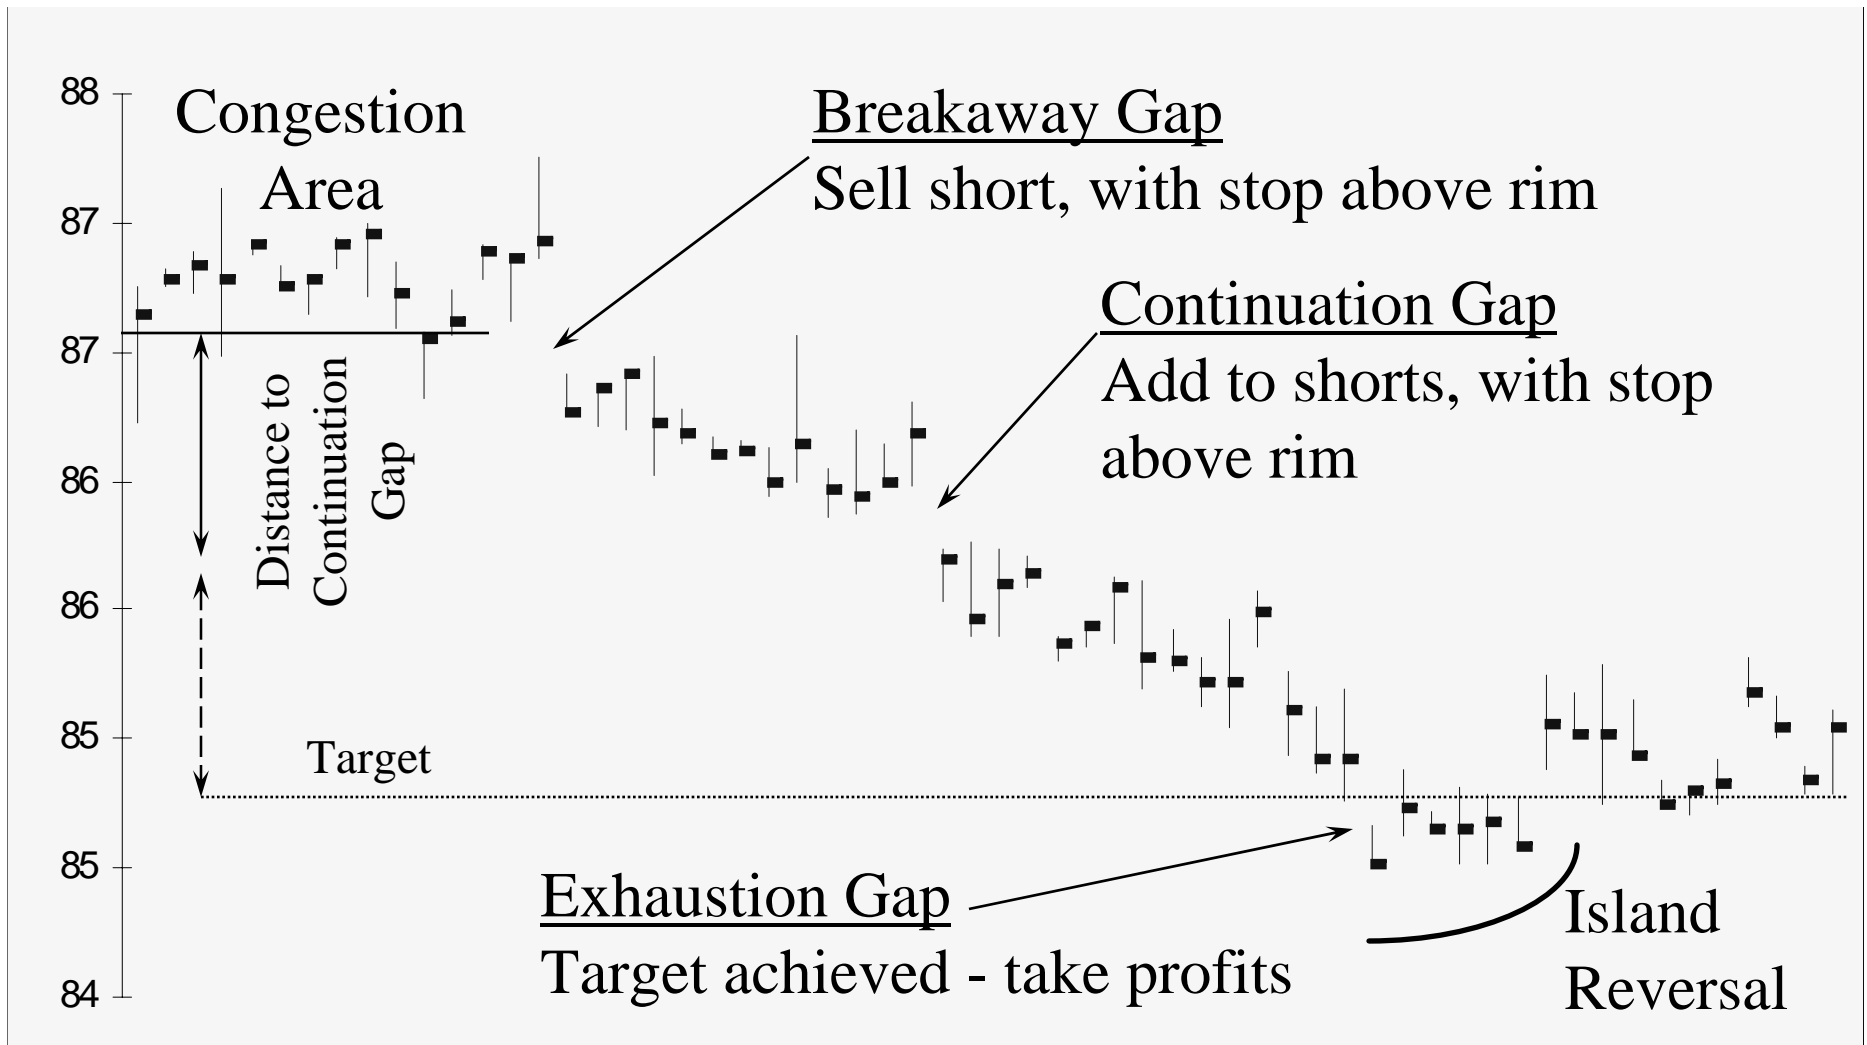 88
87
87
86
86
85
85
84
Congestion
Area
Breakaway Gap
Sell short, with stop above rim
Continuation Gap
Add to shorts, with stop
above rim
Distance to
Continuation
Gap
Target
Exhaustion Gap
Target achieved - take profits
Island
Reversal